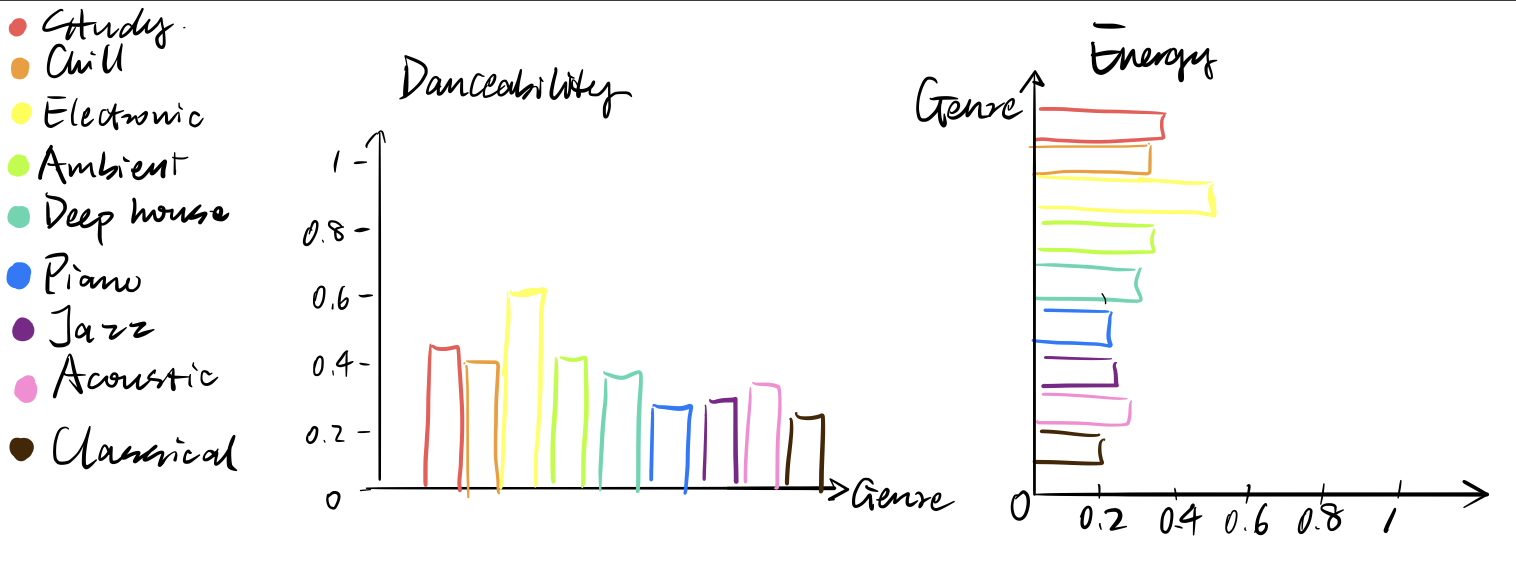 Study
Chill
Electronic
Ambient
Deep house
Piano
Jazz
Acoustic
Classical
Danceability
1
0.8
0.6
0.4
0.2
0
Genre
Energy
Genre
0
0.2 0.4 0.6 0.8 1